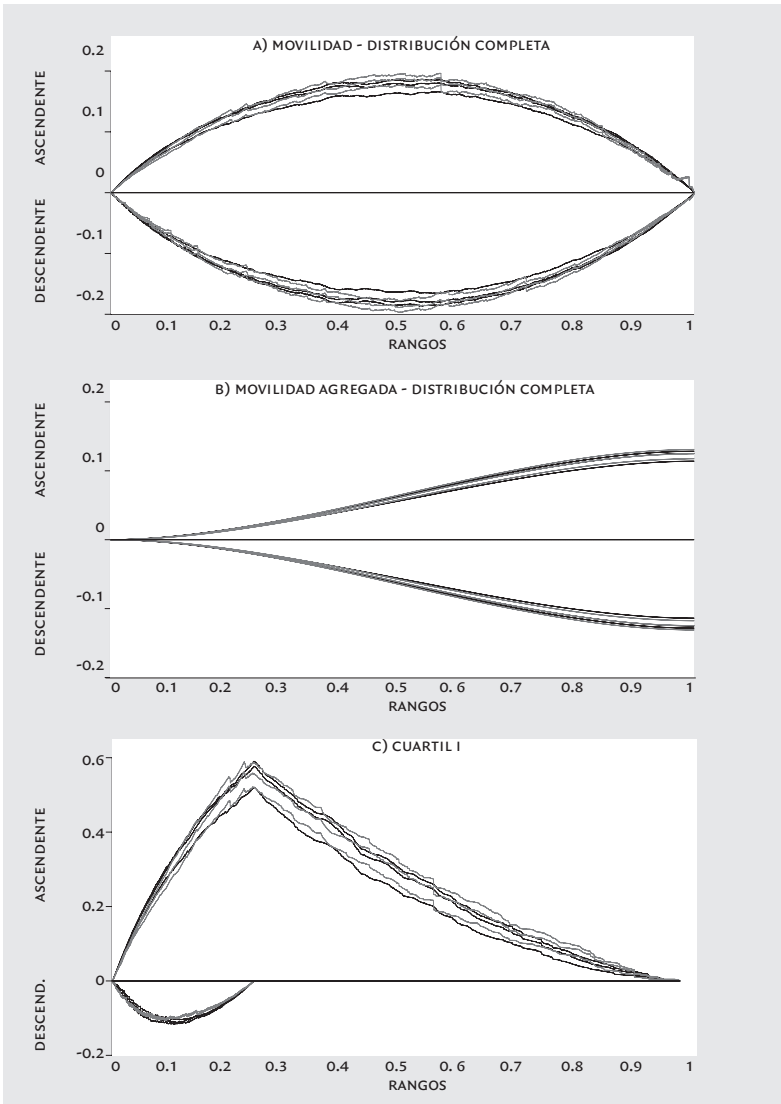 A) MOVILIDAD - DISTRIBUCIÓN COMPLETA
ASCENDENTE
DESCENDENTE
0.2
0.1
0
-0.1
-0.2
0 0.1 0.2 0.3 0.4 0.5 0.6 0.7 0.8 0.9 1
RANGOS
B) MOVILIDAD AGREGADA - DISTRIBUCIÓN COMPLETA
ASCENDENTE
DESCENDENTE
0.2
0.1
0
-0.1
-0.2
0 0.1 0.2 0.3 0.4 0.5 0. 6 0.7 0.8 0.9 1
RANGOS
C) CUARTIL I
ASCENDENTE
DESCEND.
0.6
0.4
0.2
0
-0.2
0 0.1 0.2 0.3 0.4 0.5 0. 6 0.7 0.8 0.9 1
RANGOS